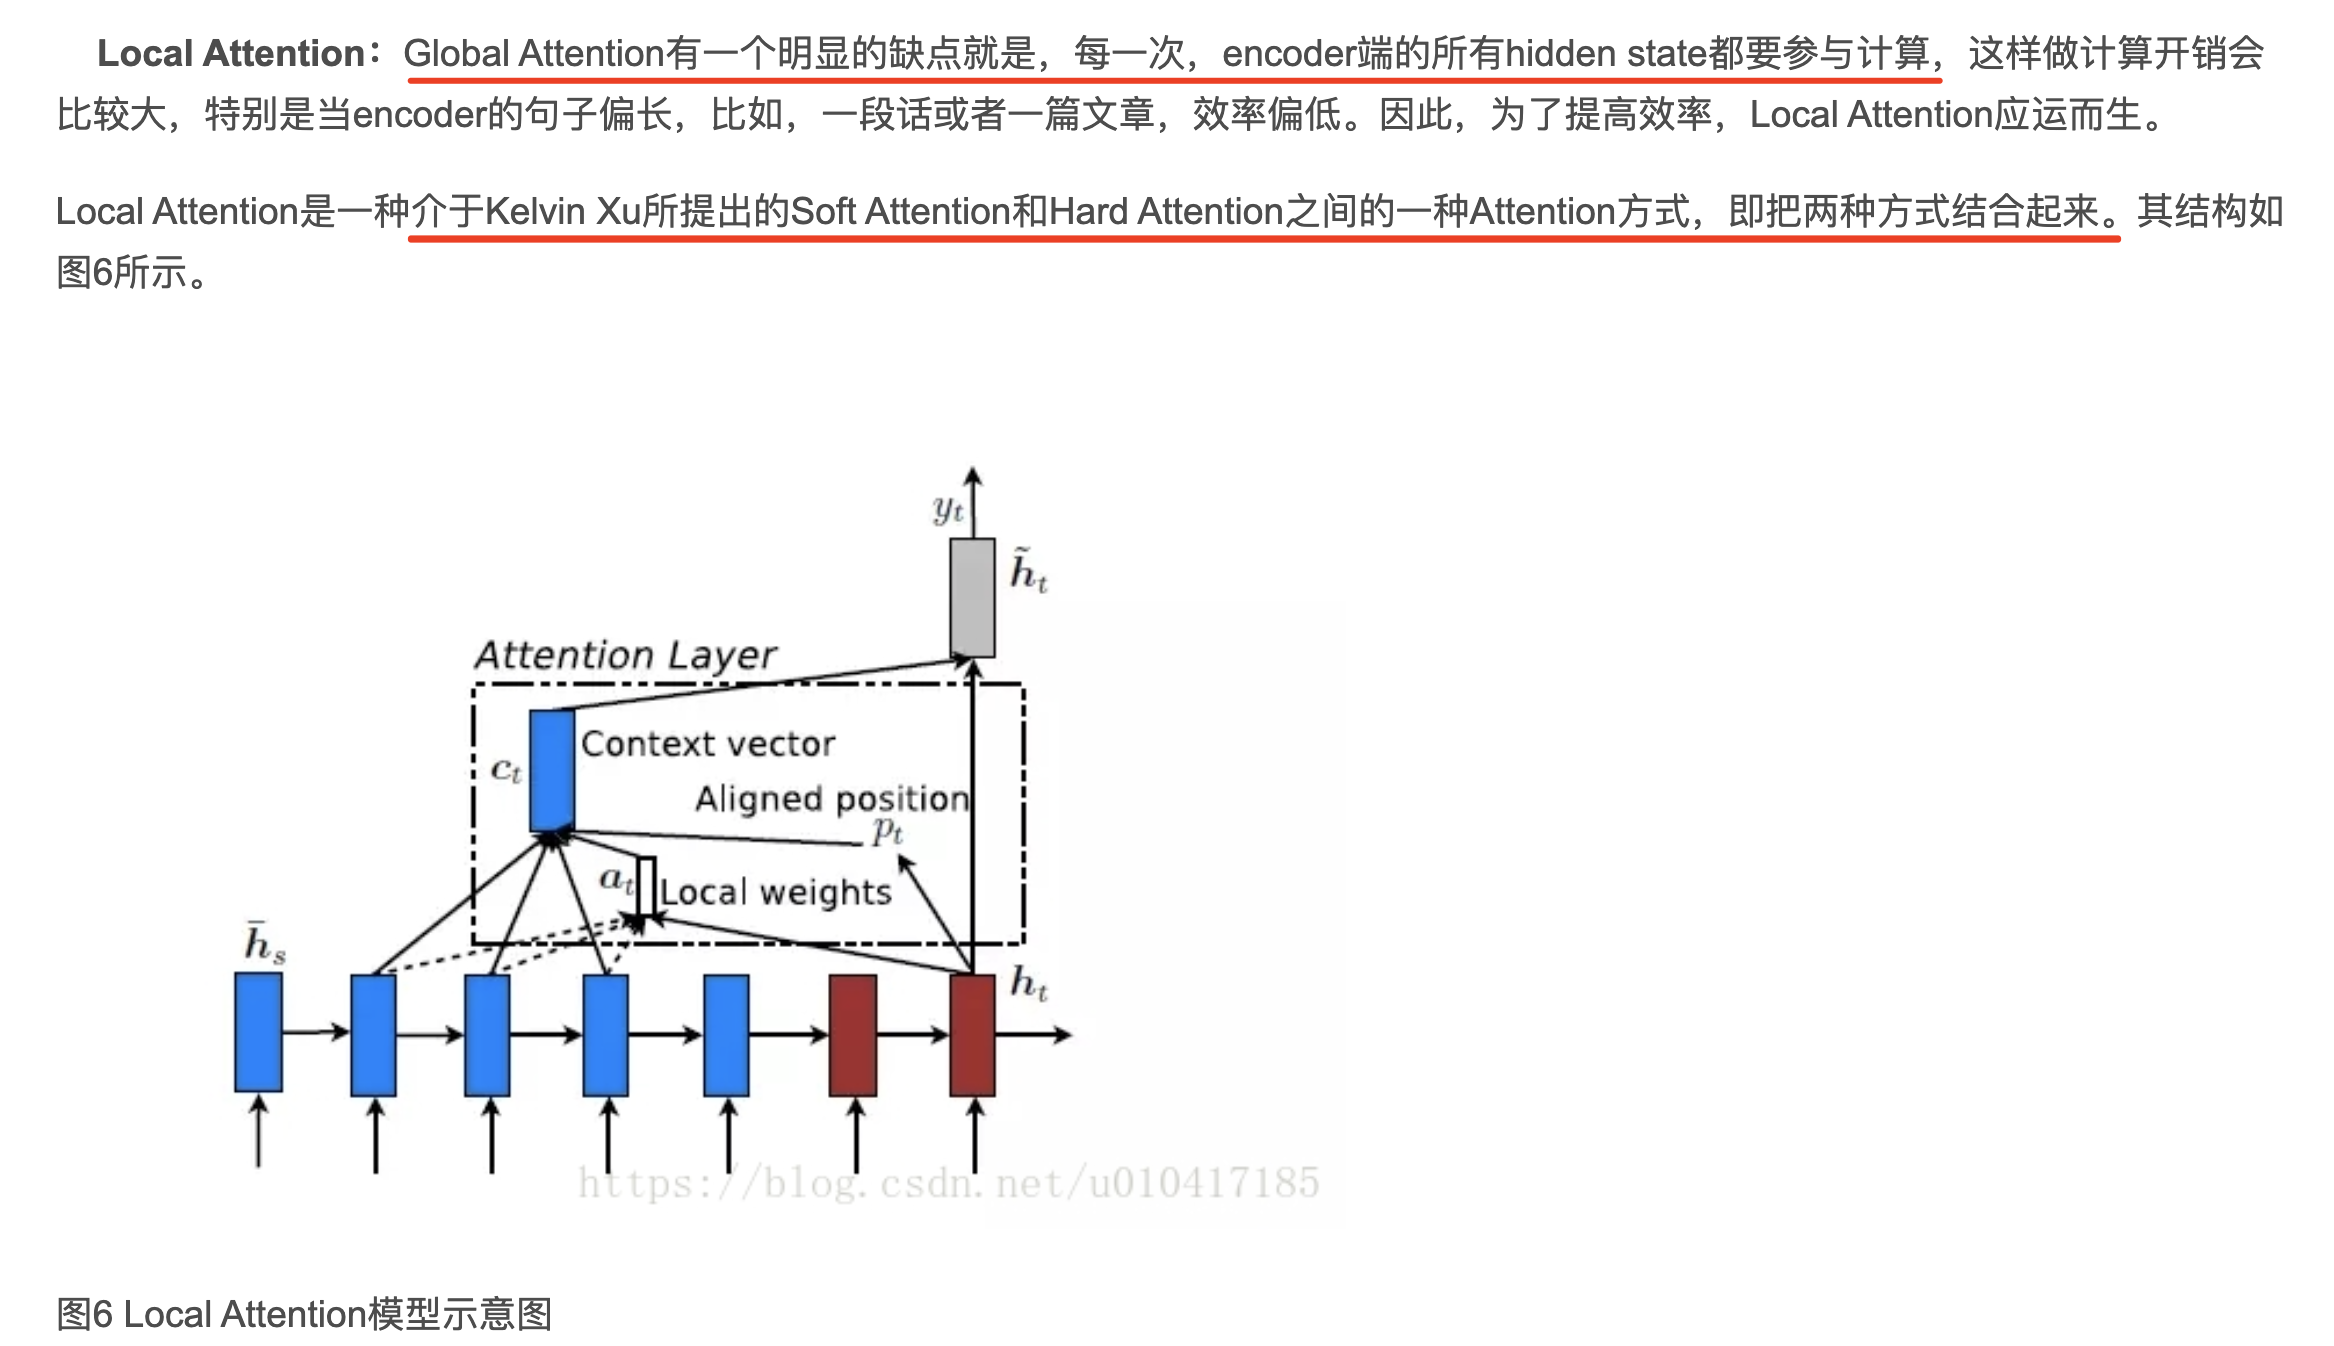 Local Attention：Global Attention有一个明显的缺点就是，每一次，encoder端的所有hidden state都要参与计算，这样做计算开销会
比较大，特别是当encoder的句子偏长，比如，一段话或者一篇文章，效率偏低。因此，为了提高效率，Local Attention应运而生。
Local Attention是一种介于Kelvin Xu所提出的Soft Attention和Hard Attention之间的一种Attention方式，即把两种方式结合起来。其结构如
图6所示。
yt
h̃t
Attention Layer
Context vector
ct
Aligned position
pt
at
Local weights
h̄s
ht
https://blog.csdn.net/u010417185
图6 Local Attention模型示意图